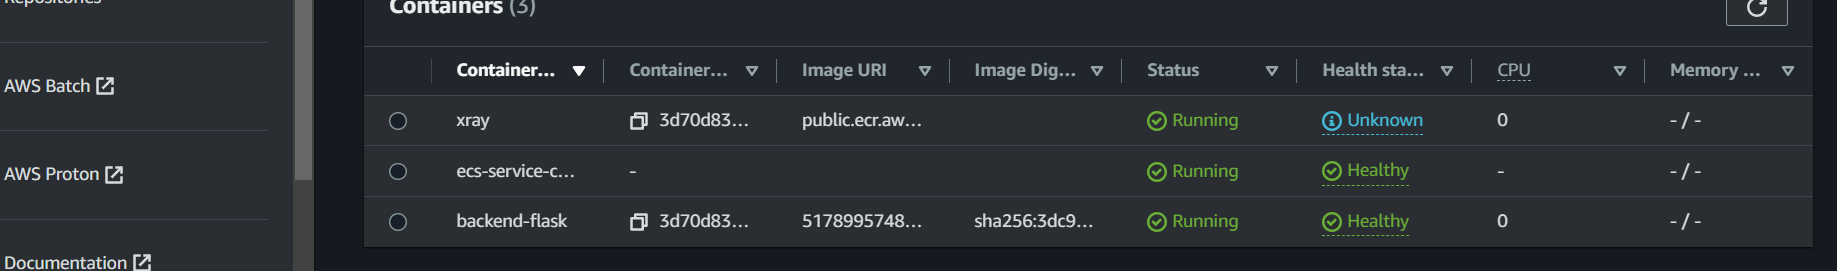 Repositories
AWS Batch
AWS Proton
Documentation
Containers (3)
Container... Container... Image URI Image Dig... Status Health sta... CPU Memory ...
xray 3d70d83... public.ecr.aw... Running Unknown 0 - / -
ecs-service-c... - Running Healthy - - / -
backend-flask 3d70d83... 5178995748... sha256:3dc9... Running Healthy 0 - / -